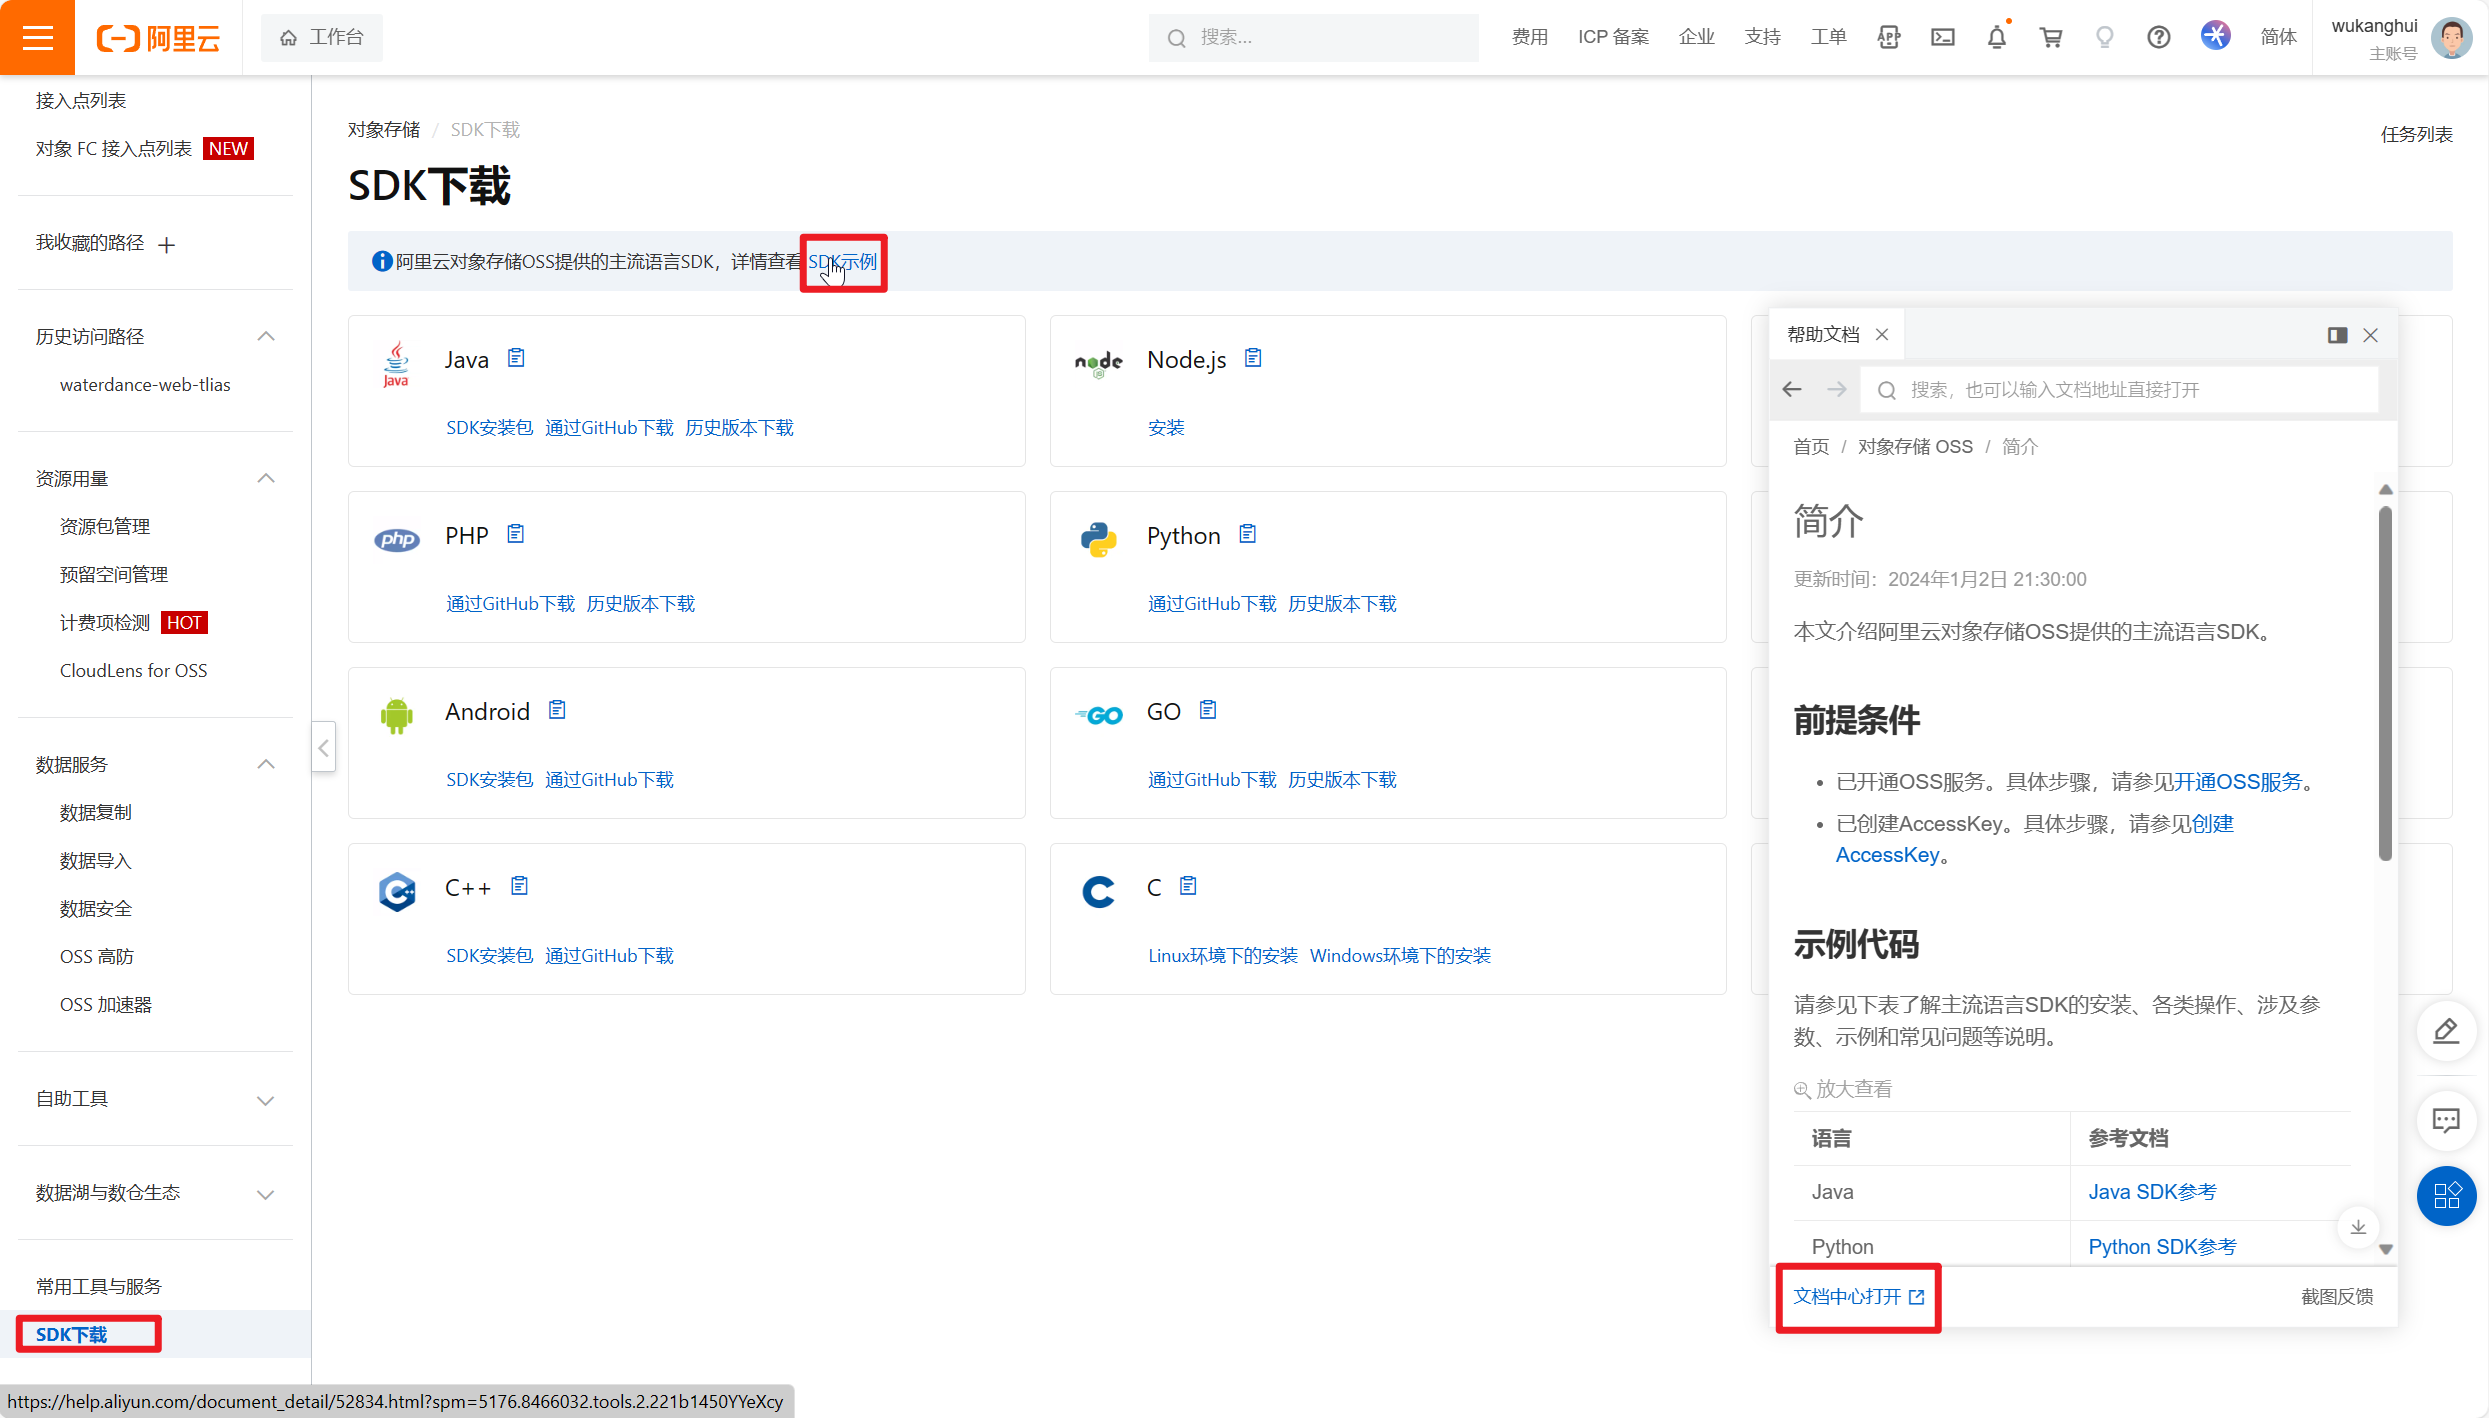 阿里云
工作台
搜索...
费用
ICP 备案
企业
支持
工单
简体
wukanghui
主账号
接入点列表
对象 FC 接入点列表 NEW
我收藏的路径 +
历史访问路径
waterdance-web-tlias
资源用量
资源包管理
预留空间管理
计费项检测 HOT
CloudLens for OSS
数据服务
数据复制
数据导入
数据安全
OSS 高防
OSS 加速器
自助工具
数据湖与数仓生态
常用工具与服务
SDK下载
对象存储 / SDK下载
任务列表
SDK下载
阿里云对象存储OSS提供的主流语言SDK，详情查看 SDK示例
Java
SDK安装包 通过GitHub下载 历史版本下载
Node.js
安装
PHP
通过GitHub下载 历史版本下载
Python
通过GitHub下载 历史版本下载
Android
SDK安装包 通过GitHub下载
GO
通过GitHub下载 历史版本下载
C++
SDK安装包 通过GitHub下载
C
Linux环境下的安装 Windows环境下的安装
帮助文档
搜索，也可以输入文档地址直接打开
首页 / 对象存储 OSS / 简介
简介
更新时间：2024年1月2日 21:30:00
本文介绍阿里云对象存储OSS提供的主流语言SDK。
前提条件
• 已开通OSS服务。具体步骤，请参见开通OSS服务。
• 已创建AccessKey。具体步骤，请参见创建
AccessKey。
示例代码
请参见下表了解主流语言SDK的安装、各类操作、涉及参
数、示例和常见问题等说明。
放大查看
语言 参考文档
Java Java SDK参考
Python Python SDK参考
文档中心打开
截图反馈
https://help.aliyun.com/document_detail/52834.html?spm=5176.8466032.tools.2.221b1450YYeXcy